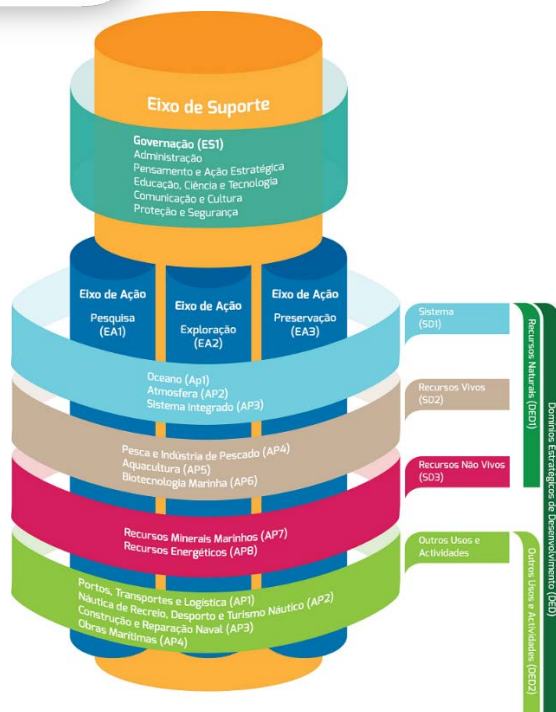 Eixo de Suporte
Governação (ES1)
Administração
Pensamento e Ação Estratégica
Educação, Ciência e Tecnologia
Comunicação e Cultura
Proteção e Segurança
Eixo de Ação
Pesquisa
(EA1)
Eixo de Ação
Exploração
(EA2)
Eixo de Ação
Preservação
(EA3)
Oceano (Ap1)
Atmosfera (AP2)
Sistema Integrado (AP3)
Sistema
(SD1)
Pesca e Indústria de Pescado (AP4)
Aquacultura (AP5)
Biotecnologia Marinha (AP6)
Recursos Vivos
(SD2)
Recursos Minerais Marinhos (AP7)
Recursos Energéticos (AP8)
Recursos Não Vivos
(SD3)
Portos, Transportes e Logística (AP1)
Náutica de Recreio, Desporto e Turismo Náutico (AP2)
Construção e Reparação Naval (AP3)
Obras Marítimas (AP4)
Outros Usos e
Actividades
Recursos Naturais (DED1)
Outros Usos e Actividades (DED2)
Domínios Estratégicos de Desenvolvimento (DED)